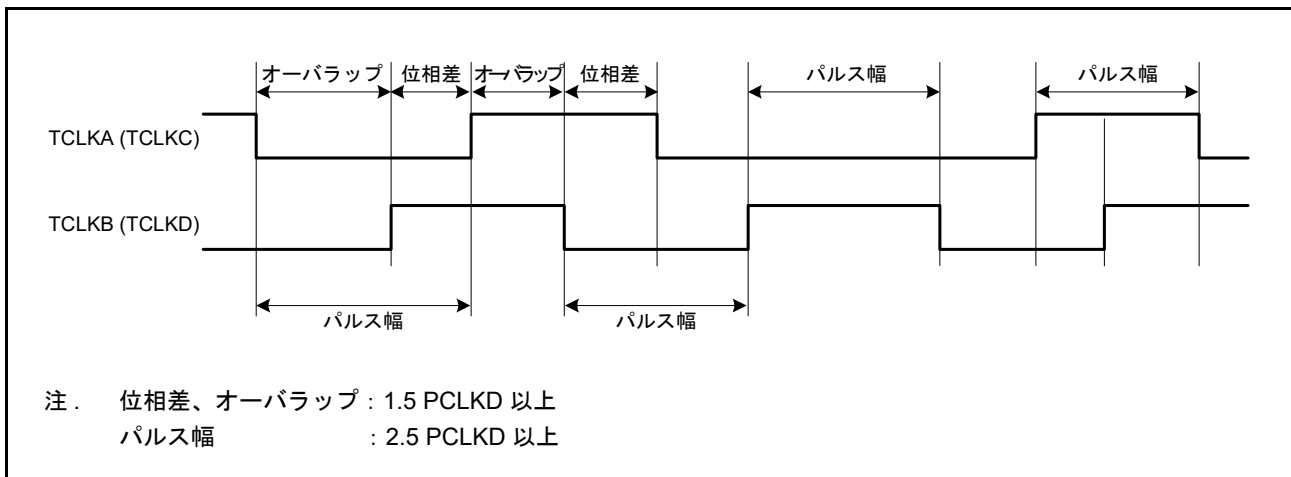 オーバラップ 位相差 オーバラップ 位相差 パルス幅 パルス幅
TCLKA (TCLKC)
TCLKB (TCLKD)
パルス幅 パルス幅
注 . 位相差、オーバラップ : 1.5 PCLKD 以上
パルス幅 : 2.5 PCLKD 以上